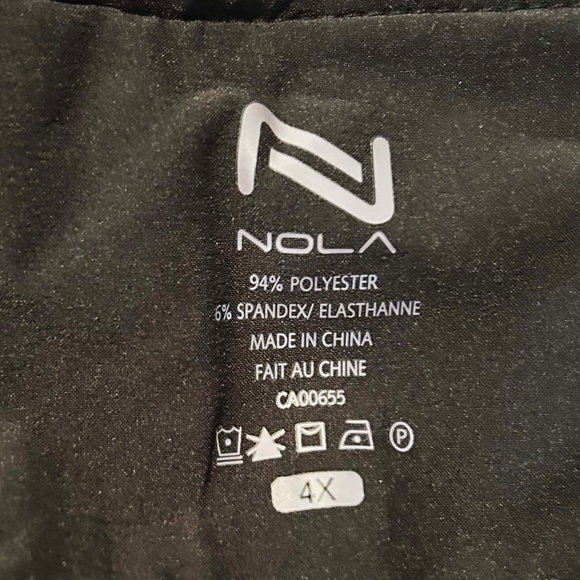 NOLA
94% POLYESTER
6% SPANDEX/ ELASTHANNE
MADE IN CHINA
FAIT AU CHINE
CA00655
P
4X